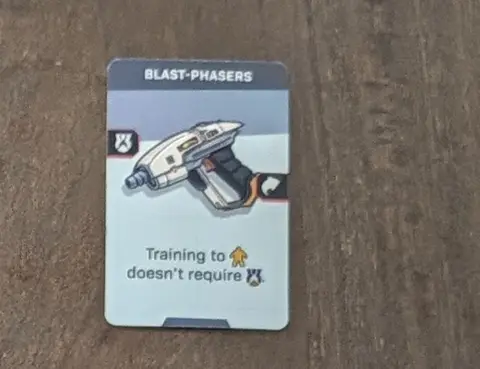 BLAST-PHASERS
Training to
doesn't require .